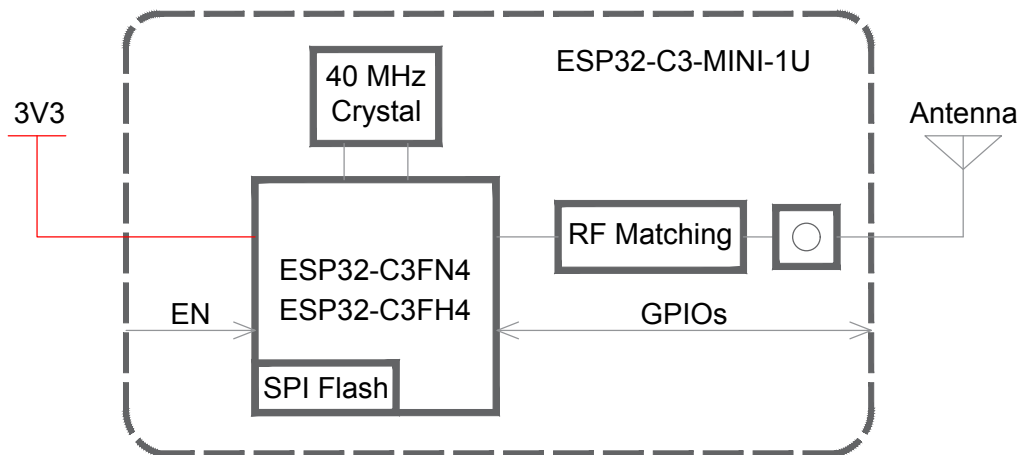 ESP32-C3-MINI-1U
40 MHz
Crystal
3V3
Antenna
RF Matching
ESP32-C3FN4
ESP32-C3FH4
EN
GPIOs
SPI Flash